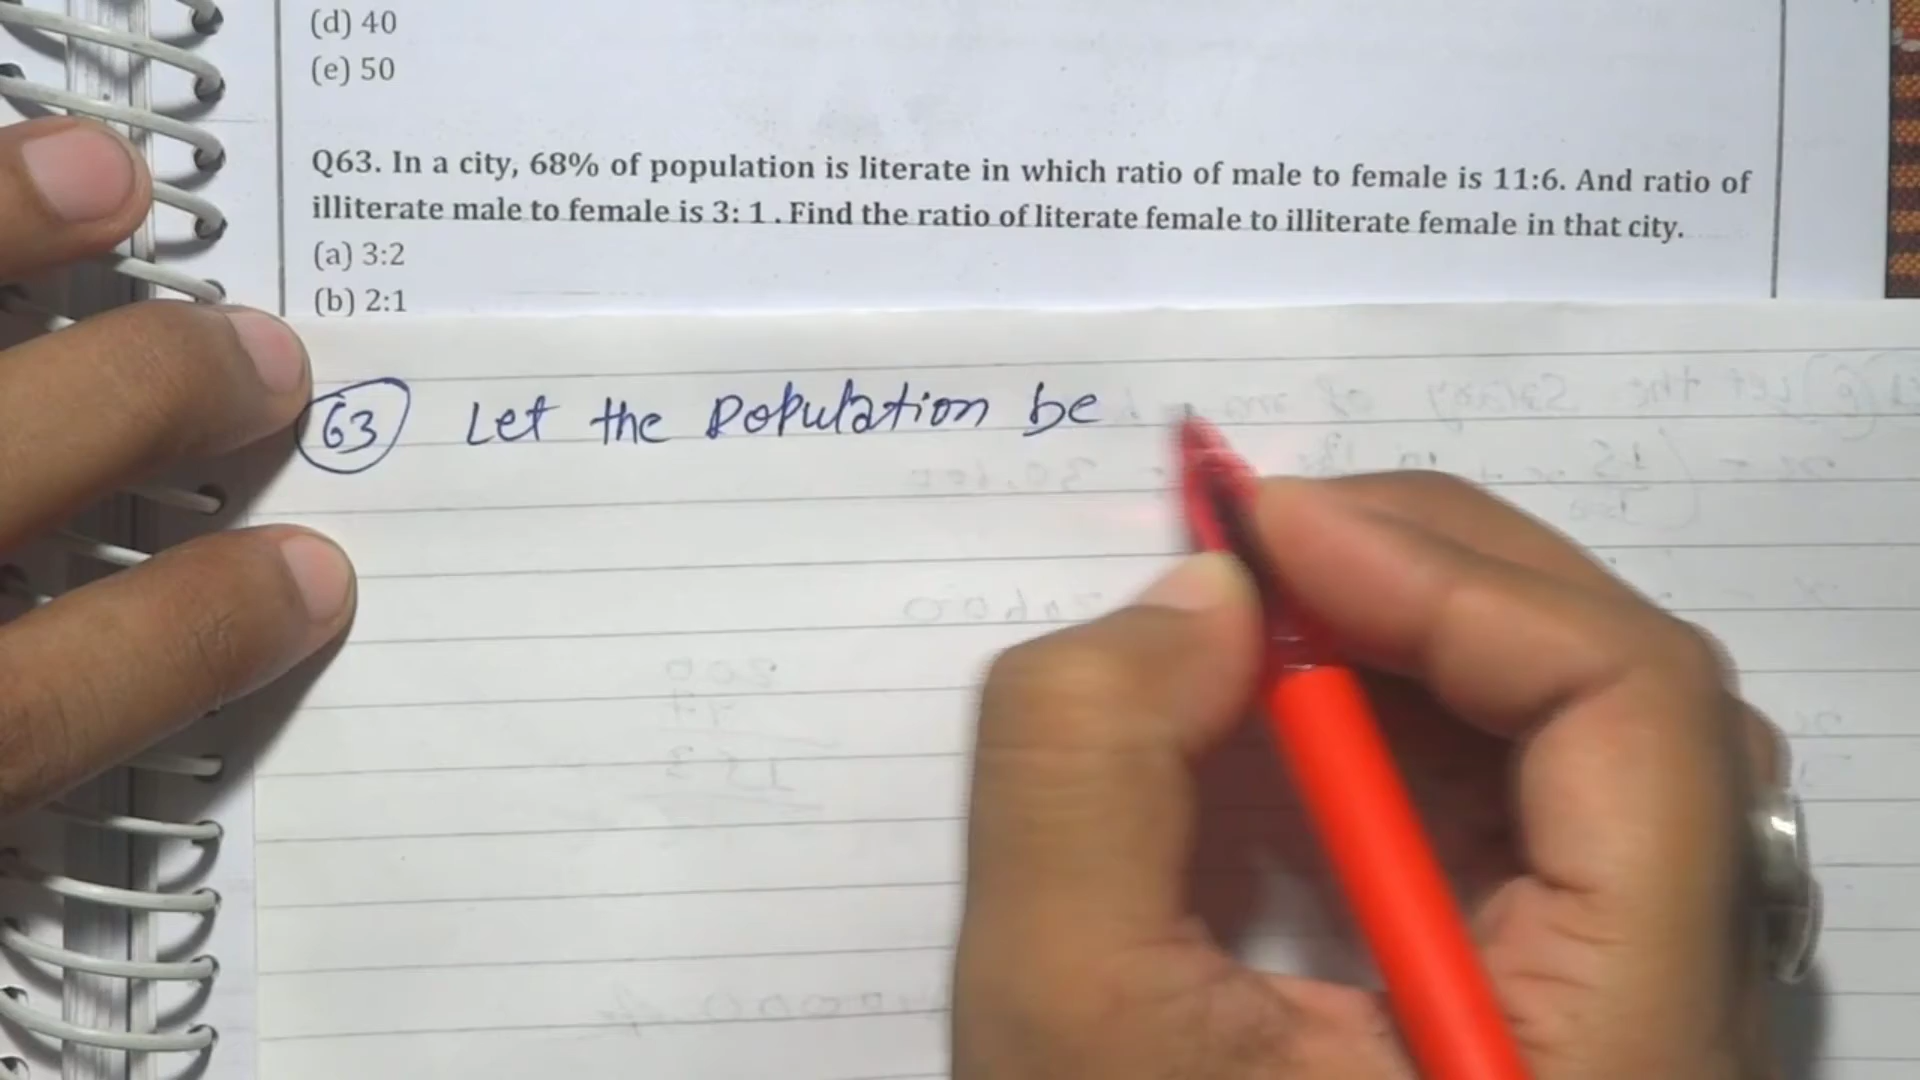 (d) 40
(e) 50
Q63. In a city, 68% of population is literate in which ratio of male to female is 11:6. And ratio of
illiterate male to female is 3: 1 . Find the ratio of literate female to illiterate female in that city.
(a) 3:2
(b) 2:1
63 Let the Population be